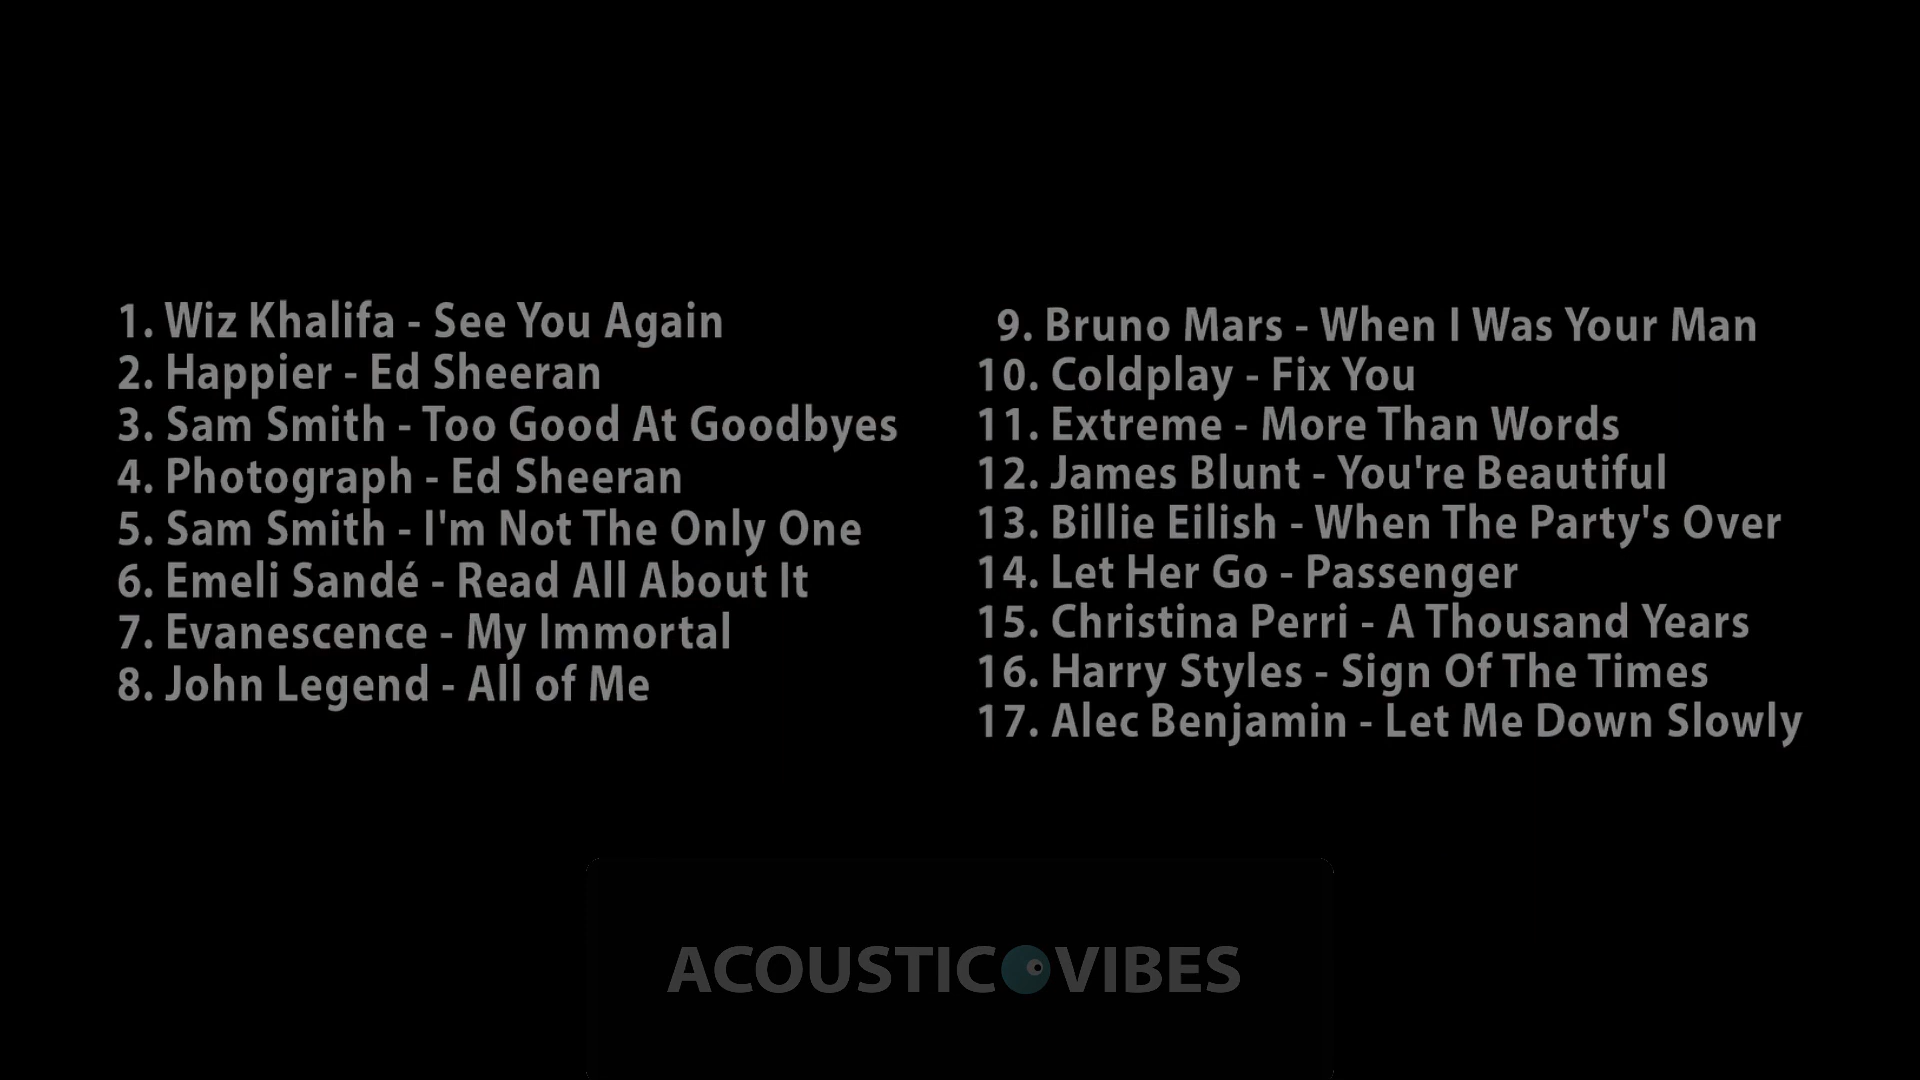 1. Wiz Khalifa - See You Again
2. Happier - Ed Sheeran
3. Sam Smith - Too Good At Goodbyes
4. Photograph - Ed Sheeran
5. Sam Smith - I'm Not The Only One
6. Emeli Sandé - Read All About It
7. Evanescence - My Immortal
8. John Legend - All of Me
9. Bruno Mars - When I Was Your Man
10. Coldplay - Fix You
11. Extreme - More Than Words
12. James Blunt - You're Beautiful
13. Billie Eilish - When The Party's Over
14. Let Her Go - Passenger
15. Christina Perri - A Thousand Years
16. Harry Styles - Sign Of The Times
17. Alec Benjamin - Let Me Down Slowly
ACOUSTIC VIBES